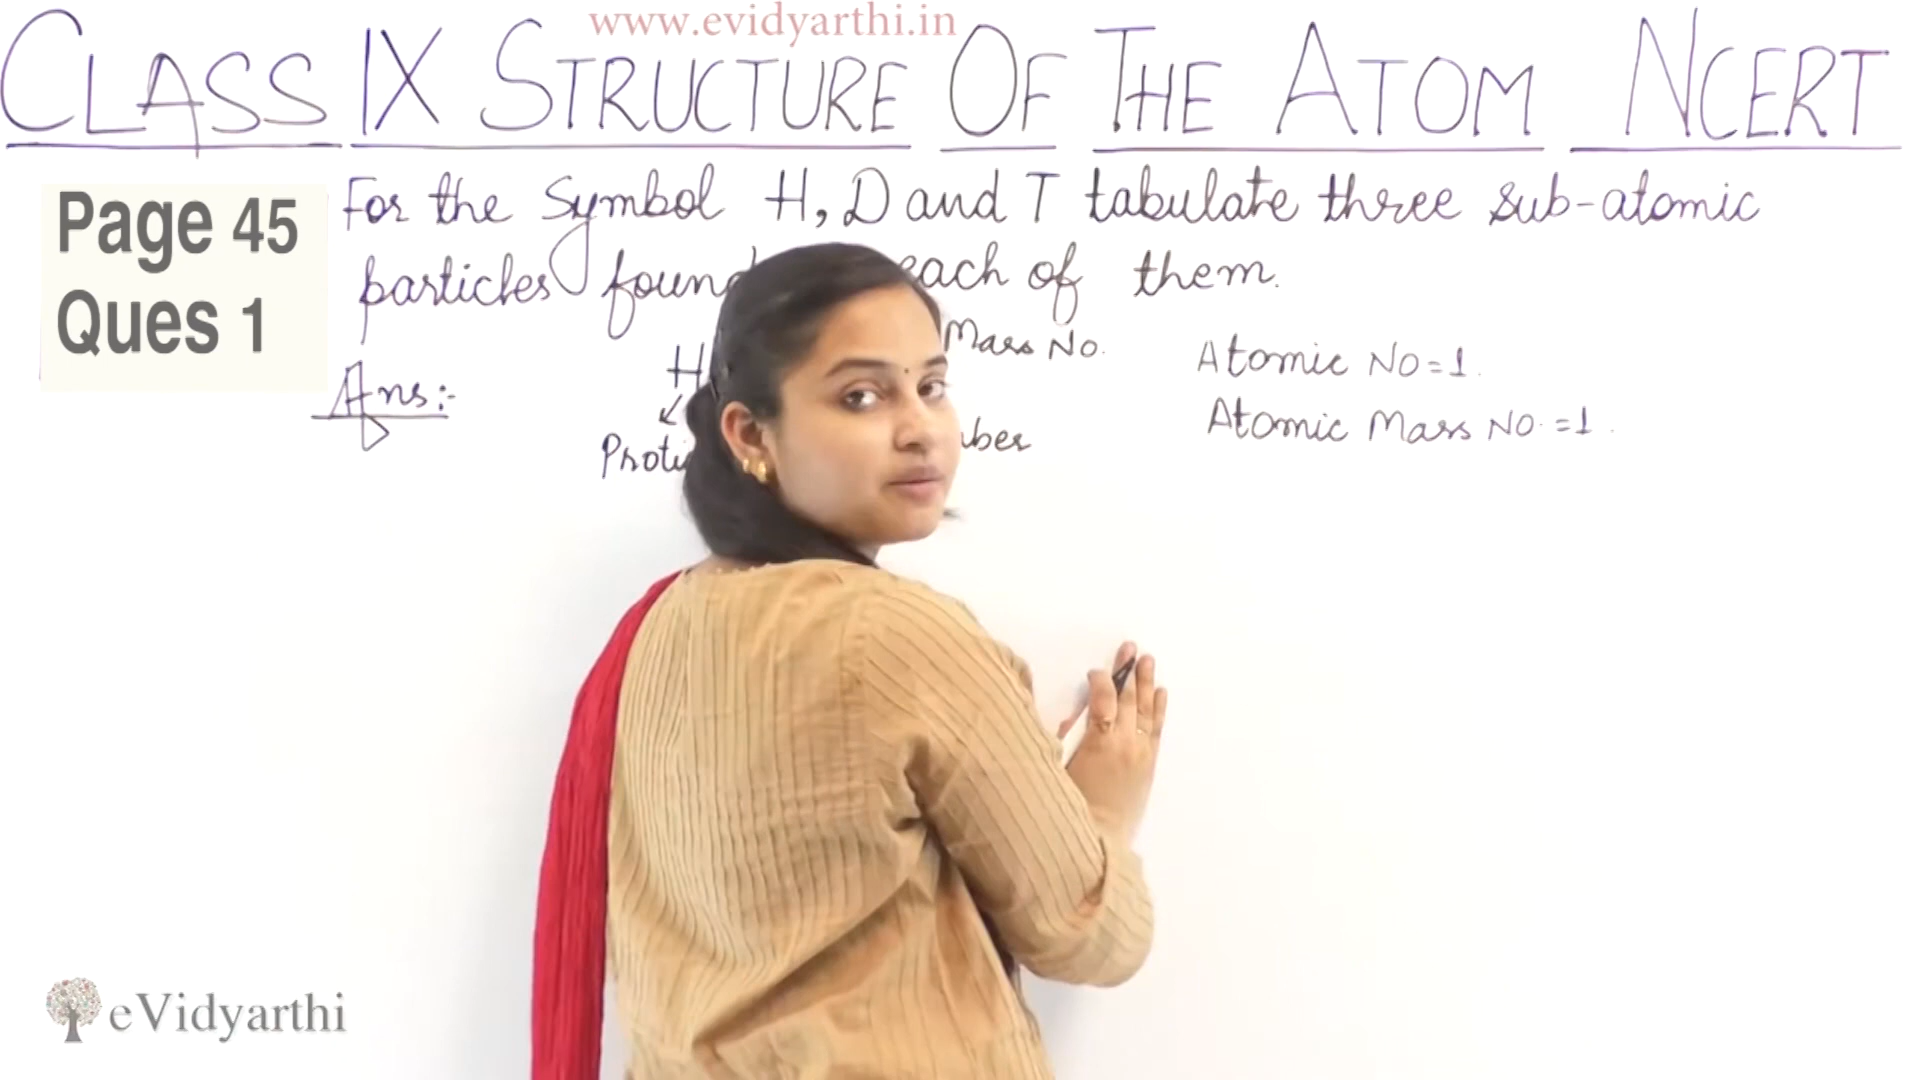 www.evidyarthi.in
CLASS IX STRUCTURE OF THE ATOM NCERT
Page 45
Ques 1
For the Symbol H, D and T tabulate three sub-atomic
particles found each of them.
Ans:-
H
Mass No.
Atomic No = 1.
Atomic Mass No. = 1.
eVidyarthi